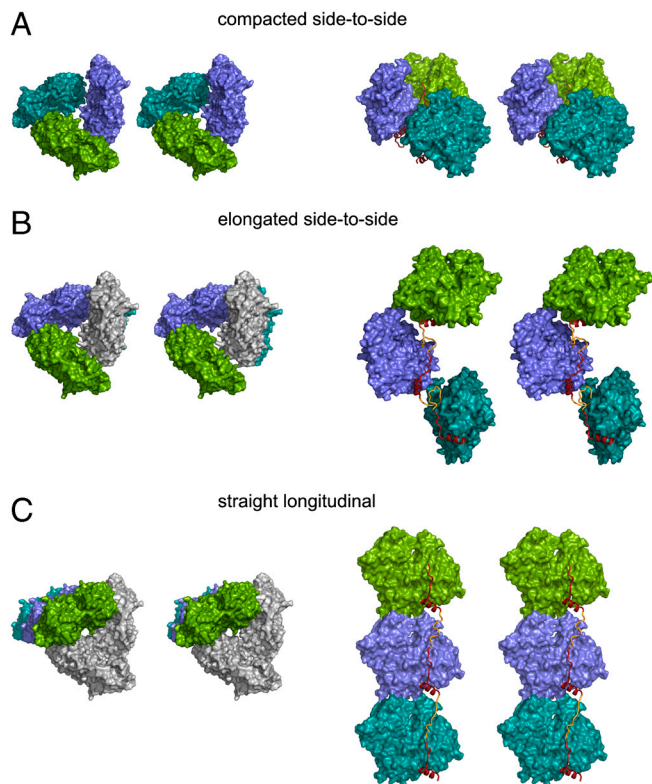 A
compacted side-to-side
B
elongated side-to-side
C
straight longitudinal